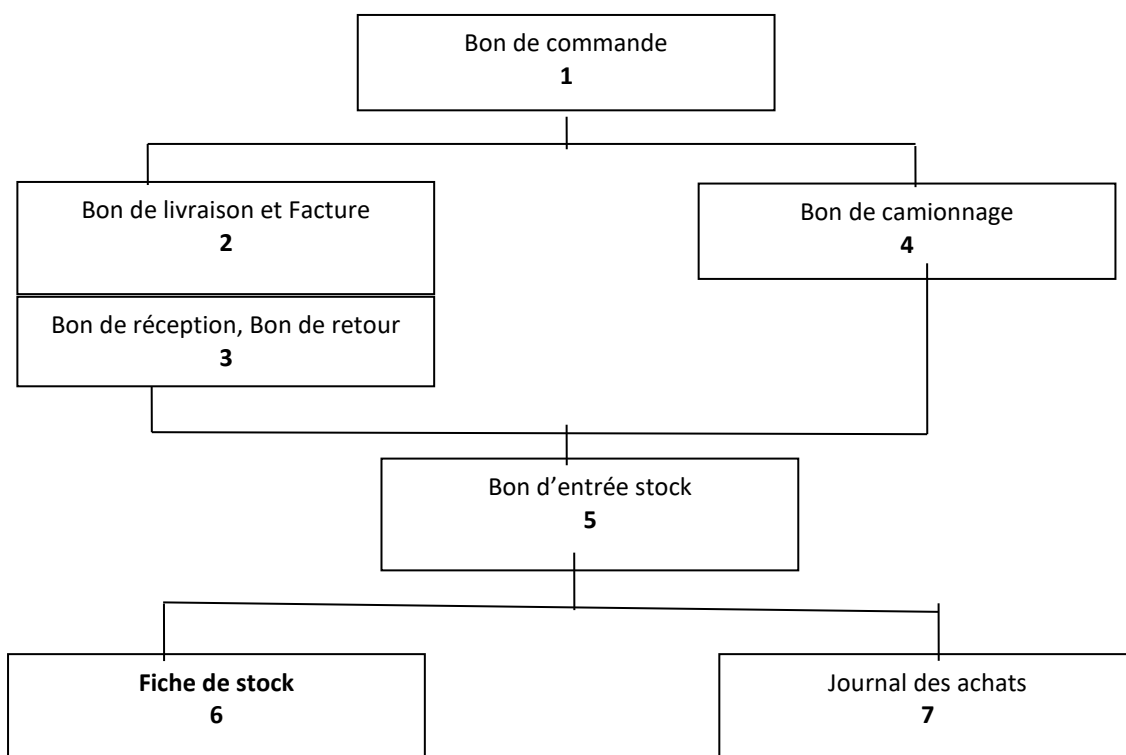 Bon de commande
1
Bon de livraison et Facture
2
Bon de camionnage
4
Bon de réception, Bon de retour
3
Bon d’entrée stock
5
Fiche de stock
6
Journal des achats
7